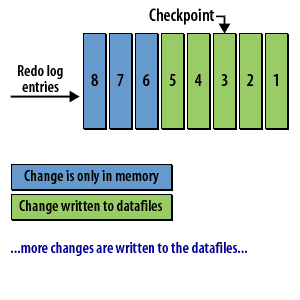 Checkpoint
Redo log
entries
8 7 6 5 4 3 2 1
Change is only in memory
Change written to datafiles
...more changes are written to the datafiles...